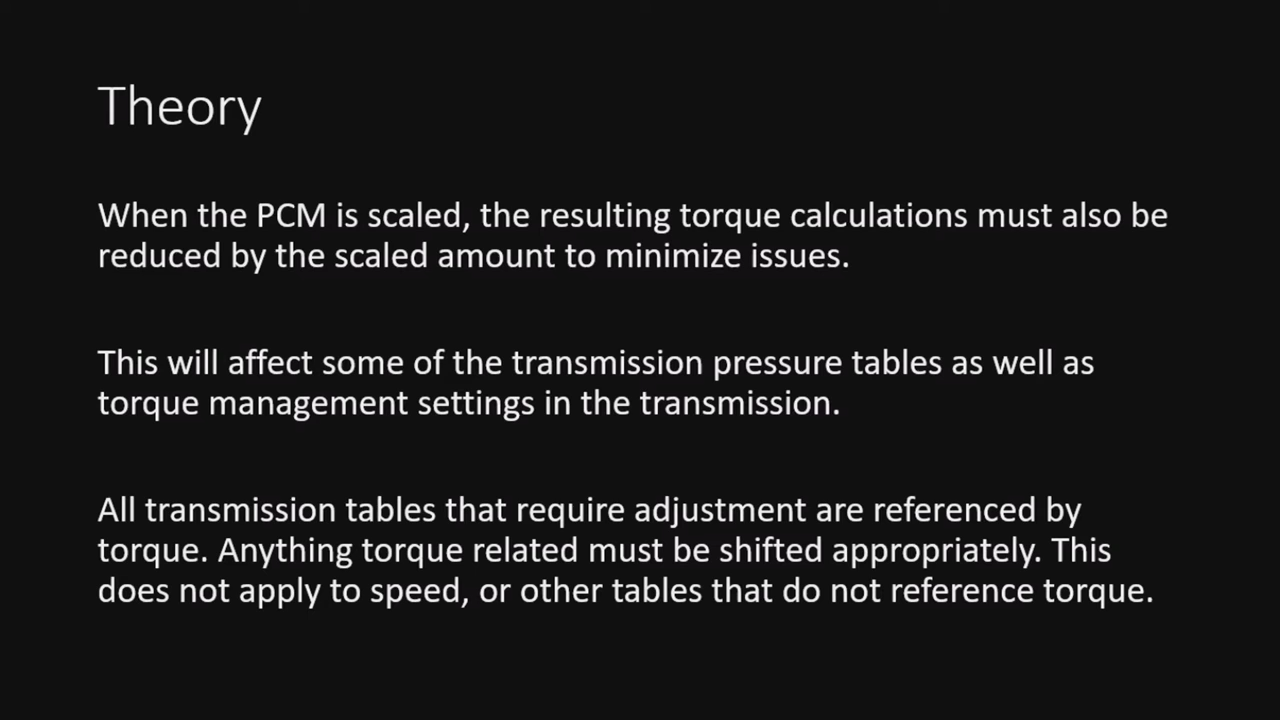 Theory
When the PCM is scaled, the resulting torque calculations must also be
reduced by the scaled amount to minimize issues.
This will affect some of the transmission pressure tables as well as
torque management settings in the transmission.
All transmission tables that require adjustment are referenced by
torque. Anything torque related must be shifted appropriately. This
does not apply to speed, or other tables that do not reference torque.